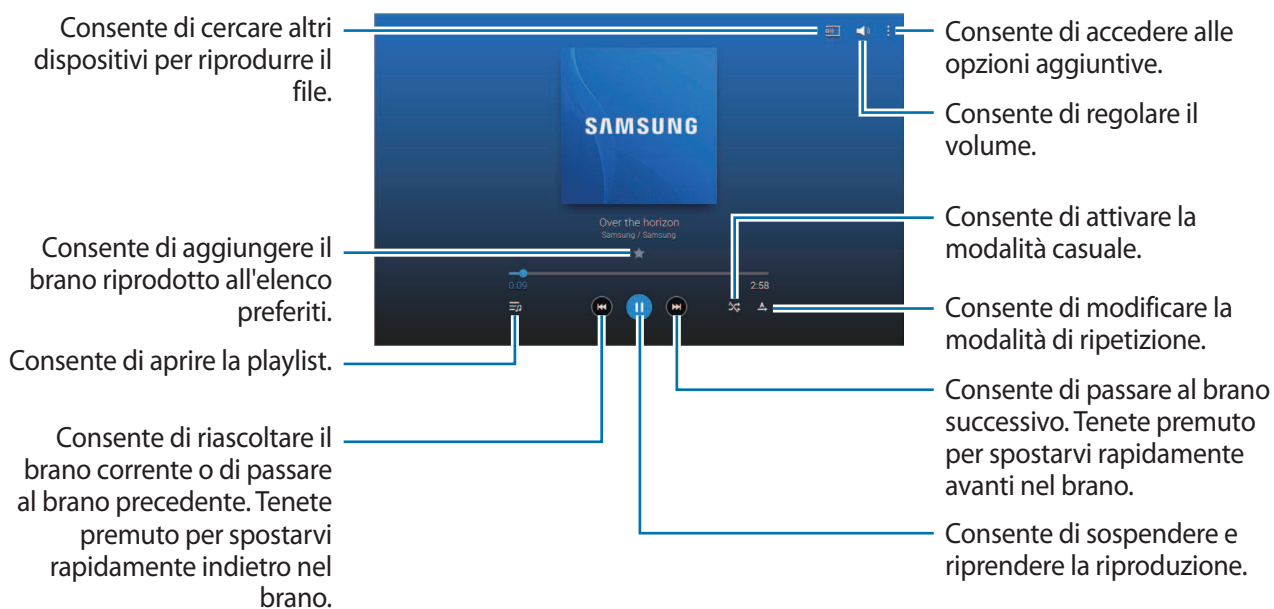 Consente di cercare altri
dispositivi per riprodurre il
file.
Consente di aggiungere il
brano riprodotto all'elenco
preferiti.
Consente di aprire la playlist.
Consente di riascoltare il
brano corrente o di passare
al brano precedente. Tenete
premuto per spostarvi
rapidamente indietro nel
brano.
SAMSUNG
Over the horizon
Samsung / Samsung
0:09
2:58
Consente di accedere alle
opzioni aggiuntive.
Consente di regolare il
volume.
Consente di attivare la
modalità casuale.
Consente di modificare la
modalità di ripetizione.
Consente di passare al brano
successivo. Tenete premuto
per spostarvi rapidamente
avanti nel brano.
Consente di sospendere e
riprendere la riproduzione.